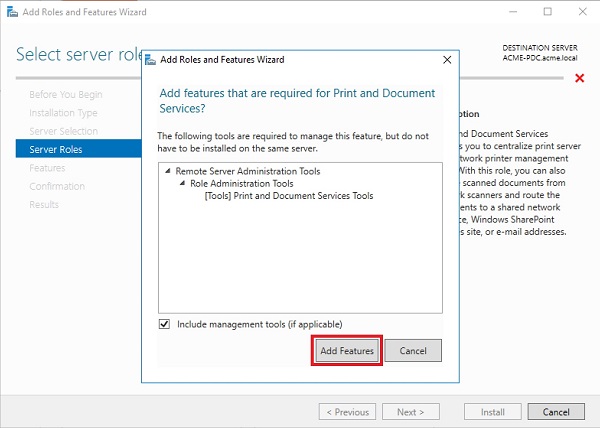 Add Roles and Features Wizard
Select server role
DESTINATION SERVER
ACME-PDC.acme.local
Before You Begin
Installation Type
Server Selection
Server Roles
Features
Confirmation
Results
Add Roles and Features Wizard
Add features that are required for Print and Document
Services?
The following tools are required to manage this feature, but do not
have to be installed on the same server.
Remote Server Administration Tools
Role Administration Tools
[Tools] Print and Document Services Tools
Include management tools (if applicable)
Add Features
Cancel
ption
nd Document Services
s you to centralize print server
etwork printer management
With this role, you can also
scanned documents from
k scanners and route the
ents to a shared network
ce, Windows SharePoint
s site, or e-mail addresses.
< Previous
Next >
Install
Cancel